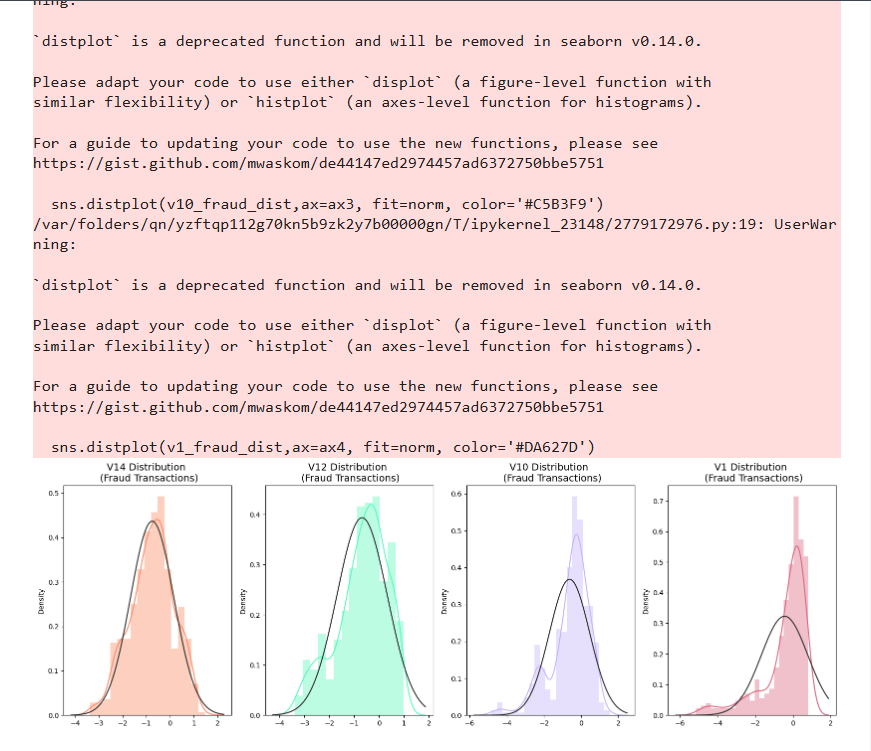 ning:
`distplot` is a deprecated function and will be removed in seaborn v0.14.0.
Please adapt your code to use either `displot` (a figure-level function with
similar flexibility) or `histplot` (an axes-level function for histograms).
For a guide to updating your code to use the new functions, please see
https://gist.github.com/mwaskom/de44147ed2974457ad6372750bbe5751
sns.distplot(v10_fraud_dist,ax=ax3, fit=norm, color='#C5B3F9')
/var/folders/qn/yzftqp112g70kn5b9zk2y7b00000gn/T/ipykernel_23148/2779172976.py:19: UserWar
ning:
`distplot` is a deprecated function and will be removed in seaborn v0.14.0.
Please adapt your code to use either `displot` (a figure-level function with
similar flexibility) or `histplot` (an axes-level function for histograms).
For a guide to updating your code to use the new functions, please see
https://gist.github.com/mwaskom/de44147ed2974457ad6372750bbe5751
sns.distplot(v1_fraud_dist,ax=ax4, fit=norm, color='#DA627D')
V14 Distribution
(Fraud Transactions)
0.5
0.4
0.3
0.2
0.1
0.0
Density
−4 −3 −2 −1 0 1 2
V12 Distribution
(Fraud Transactions)
0.4
0.3
0.2
0.1
0.0
Density
−4 −3 −2 −1 0 1 2
V10 Distribution
(Fraud Transactions)
0.6
0.5
0.4
0.3
0.2
0.1
0.0
Density
−6 −4 −2 0 2
V1 Distribution
(Fraud Transactions)
0.7
0.6
0.5
0.4
0.3
0.2
0.1
0.0
Density
−6 −4 −2 0 2